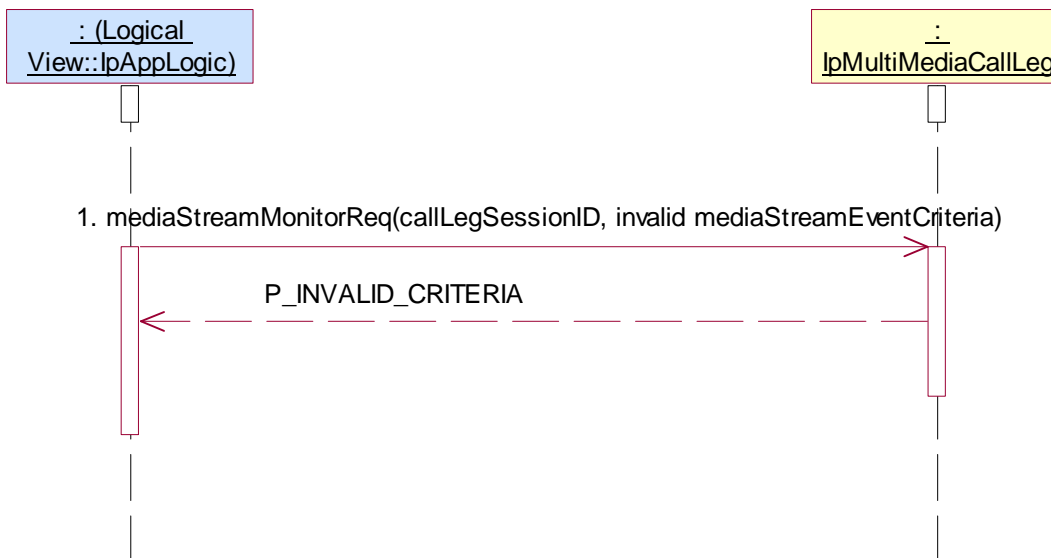 : (Logical
View::IpAppLogic)
:
IpMultiMediaCallLeg
1. mediaStreamMonitorReq(callLegSessionID, invalid mediaStreamEventCriteria)
P_INVALID_CRITERIA